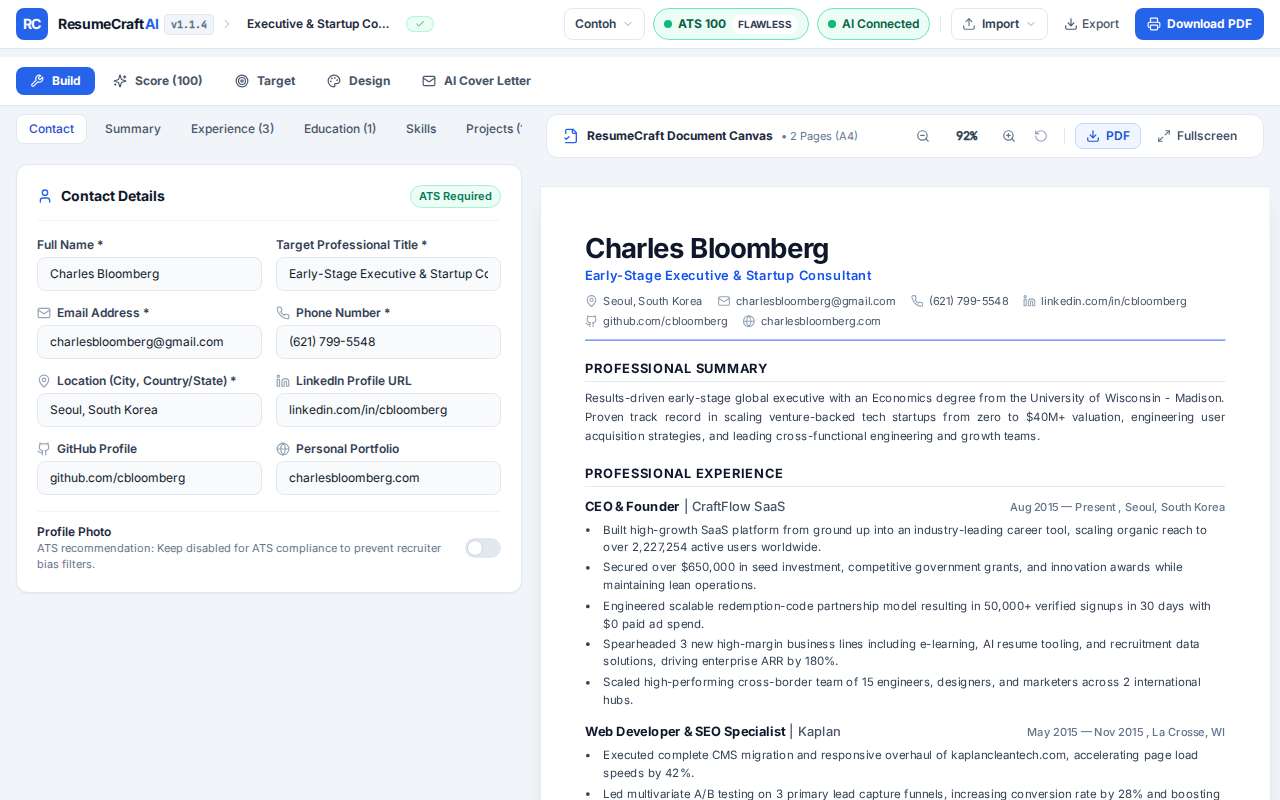 RC ResumeCraft AI v1.1.4 Executive & Startup Co... Contoh ATS 100 FLAWLESS AI Connected Import Export Download PDF
Build Score (100) Target Design AI Cover Letter
Contact Summary Experience (3) Education (1) Skills Projects (
Contact Details ATS Required
Full Name * Target Professional Title *
Charles Bloomberg Early-Stage Executive & Startup Co
Email Address * Phone Number *
charlesbloomberg@gmail.com (621) 799-5548
Location (City, Country/State) * LinkedIn Profile URL
Seoul, South Korea linkedin.com/in/cbloomberg
GitHub Profile Personal Portfolio
github.com/cbloomberg charlesbloomberg.com
Profile Photo
ATS recommendation: Keep disabled for ATS compliance to prevent recruiter
bias filters.
ResumeCraft Document Canvas • 2 Pages (A4) 92% PDF Fullscreen
Charles Bloomberg
Early-Stage Executive & Startup Consultant
Seoul, South Korea charlesbloomberg@gmail.com (621) 799-5548 linkedin.com/in/cbloomberg
github.com/cbloomberg charlesbloomberg.com
PROFESSIONAL SUMMARY
Results-driven early-stage global executive with an Economics degree from the University of Wisconsin - Madison.
Proven track record in scaling venture-backed tech startups from zero to $40M+ valuation, engineering user
acquisition strategies, and leading cross-functional engineering and growth teams.
PROFESSIONAL EXPERIENCE
CEO & Founder | CraftFlow SaaS Aug 2015 — Present , Seoul, South Korea
• Built high-growth SaaS platform from ground up into an industry-leading career tool, scaling organic reach to
over 2,227,254 active users worldwide.
• Secured over $650,000 in seed investment, competitive government grants, and innovation awards while
maintaining lean operations.
• Engineered scalable redemption-code partnership model resulting in 50,000+ verified signups in 30 days with
$0 paid ad spend.
• Spearheaded 3 new high-margin business lines including e-learning, AI resume tooling, and recruitment data
solutions, driving enterprise ARR by 180%.
• Scaled high-performing cross-border team of 15 engineers, designers, and marketers across 2 international
hubs.
Web Developer & SEO Specialist | Kaplan May 2015 — Nov 2015 , La Crosse, WI
• Executed complete CMS migration and responsive overhaul of kaplancleantech.com, accelerating page load
speeds by 42%.
• Led multivariate A/B testing on 3 primary lead capture funnels, increasing conversion rate by 28% and boosting